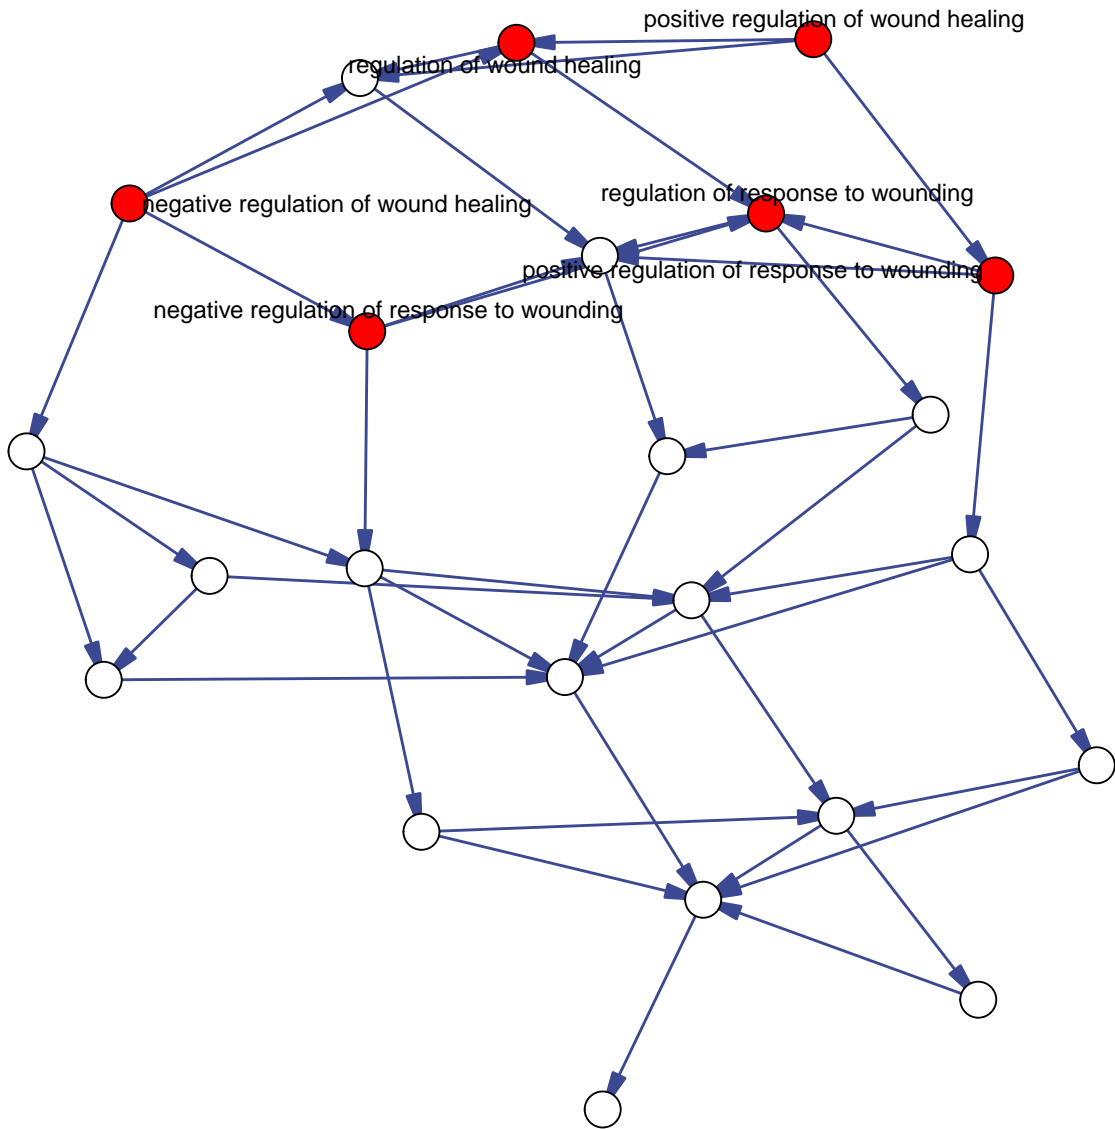 positive regulation of wound healing
regulation of wound healing
regulation of response to wounding
negative regulation of wound healing
positive regulation of response to wounding
negative regulation of response to wounding